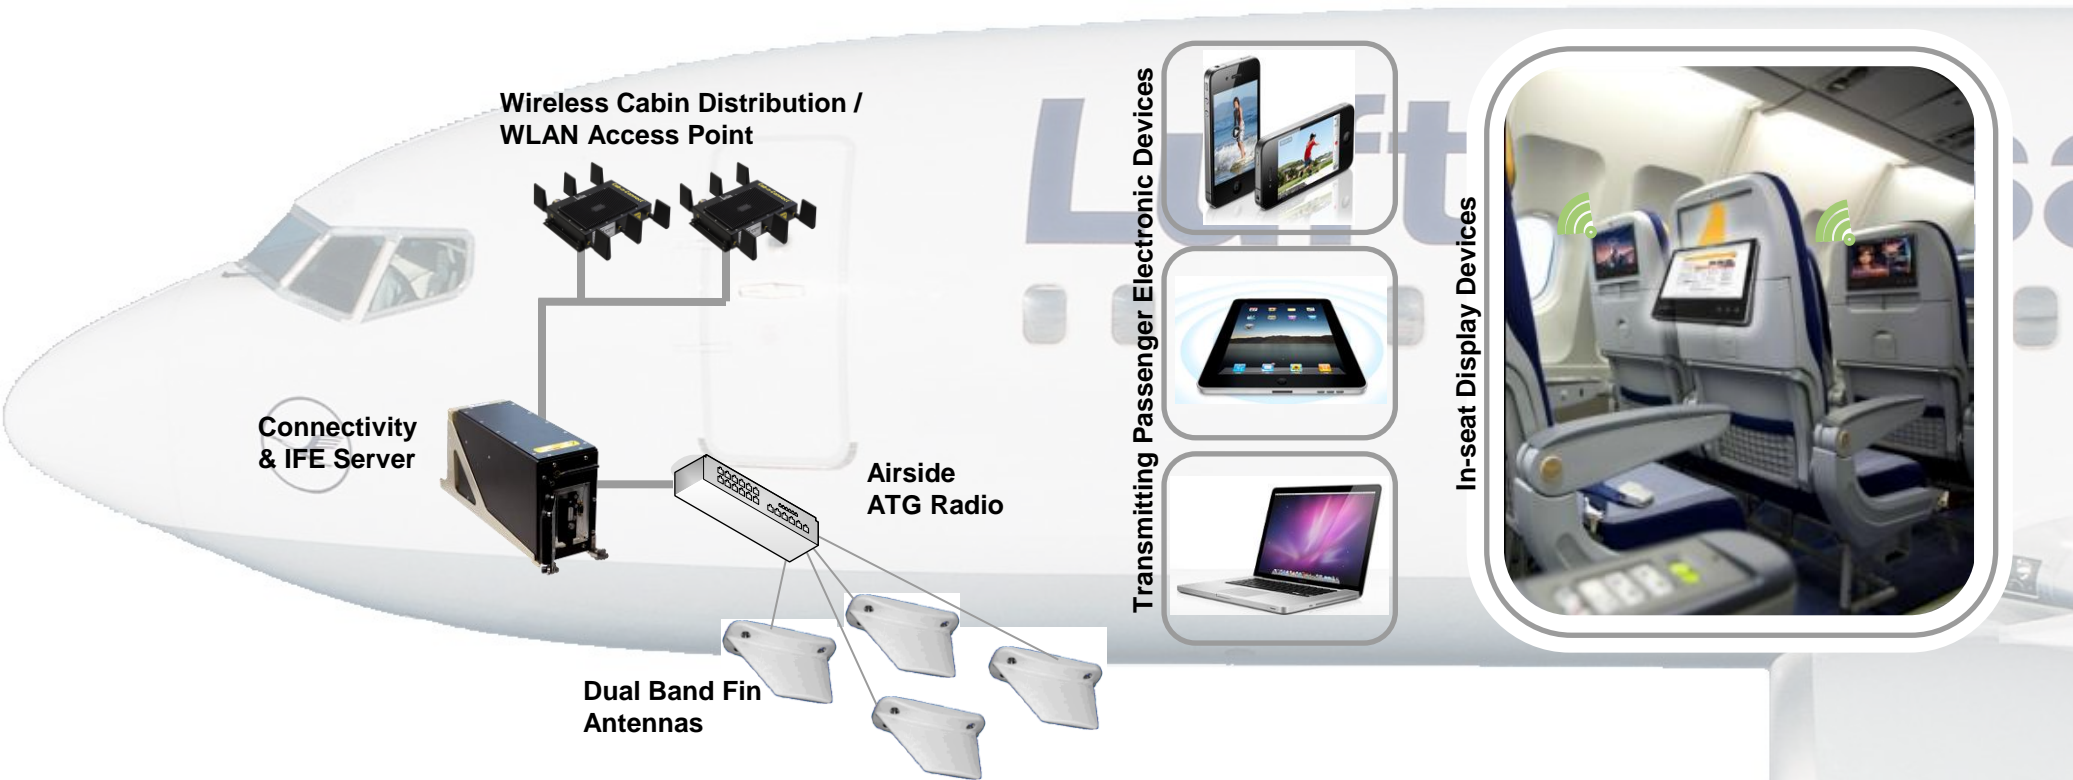 Wireless Cabin Distribution /
WLAN Access Point
Connectivity
& IFE Server
Airside
ATG Radio
Dual Band Fin
Antennas
Transmitting Passenger Electronic Devices
In-seat Display Devices
Luft